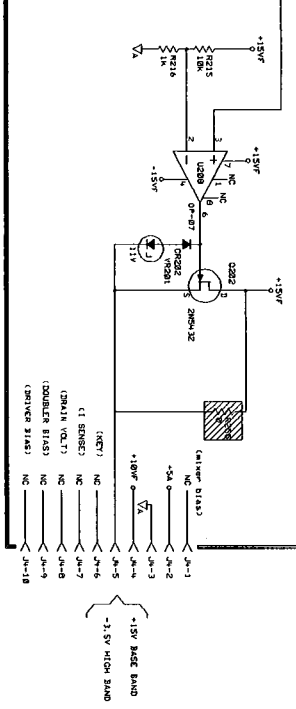 +15VF
R215
10K
R216
1K
A
2
3
+15VF
7
NC
1
NC
8
U208
4
-15VF
6
OP-07
CR202
VR201
11V
Q202
S
D
2N5432
+15VF
(mixer bias)
NC J4-1
+5A J4-2
A J4-3
+10VF J4-4
J4-5
(KEY) NC J4-6
(I SENSE) NC J4-7
(DRAIN VOLT) NC J4-8
(DOUBLER BIAS) NC J4-9
(DRIVER BIAS) NC J4-10
+15V BASE BAND
-3.5V HIGH BAND